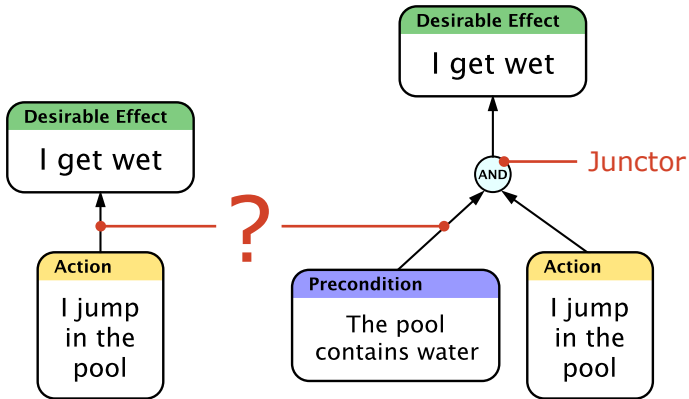 Desirable Effect
I get wet
Action
I jump
in the
pool
?
Desirable Effect
I get wet
AND
Junctor
Precondition
The pool
contains water
Action
I jump
in the
pool